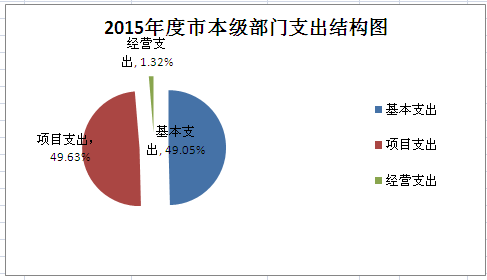 2015年度市本级部门支出结构图
经营支
出, 1.32%
项目支出，
49.63%
基本支
出, 49.05%
基本支出
项目支出
经营支出